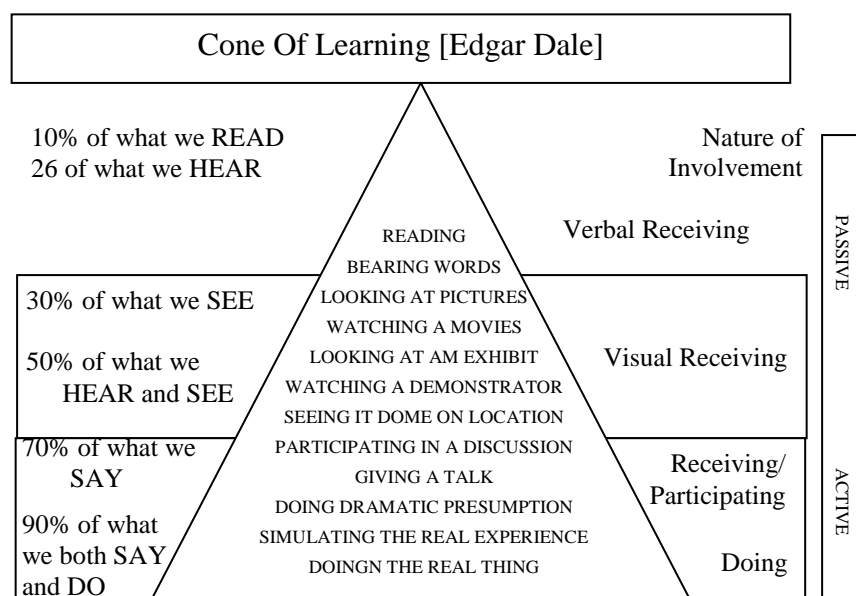 Cone Of Learning [Edgar Dale]
10% of what we READ
26 of what we HEAR
Nature of
Involvement
Verbal Receiving
PASSIVE
READING
BEARING WORDS
LOOKING AT PICTURES
WATCHING A MOVIES
LOOKING AT AM EXHIBIT
WATCHING A DEMONSTRATOR
SEEING IT DOME ON LOCATION
PARTICIPATING IN A DISCUSSION
GIVING A TALK
DOING DRAMATIC PRESUMPTION
SIMULATING THE REAL EXPERIENCE
DOINGN THE REAL THING
30% of what we SEE
50% of what we
HEAR and SEE
Visual Receiving
70% of what we
SAY
90% of what
we both SAY
and DO
Receiving/
Participating
Doing
ACTIVE